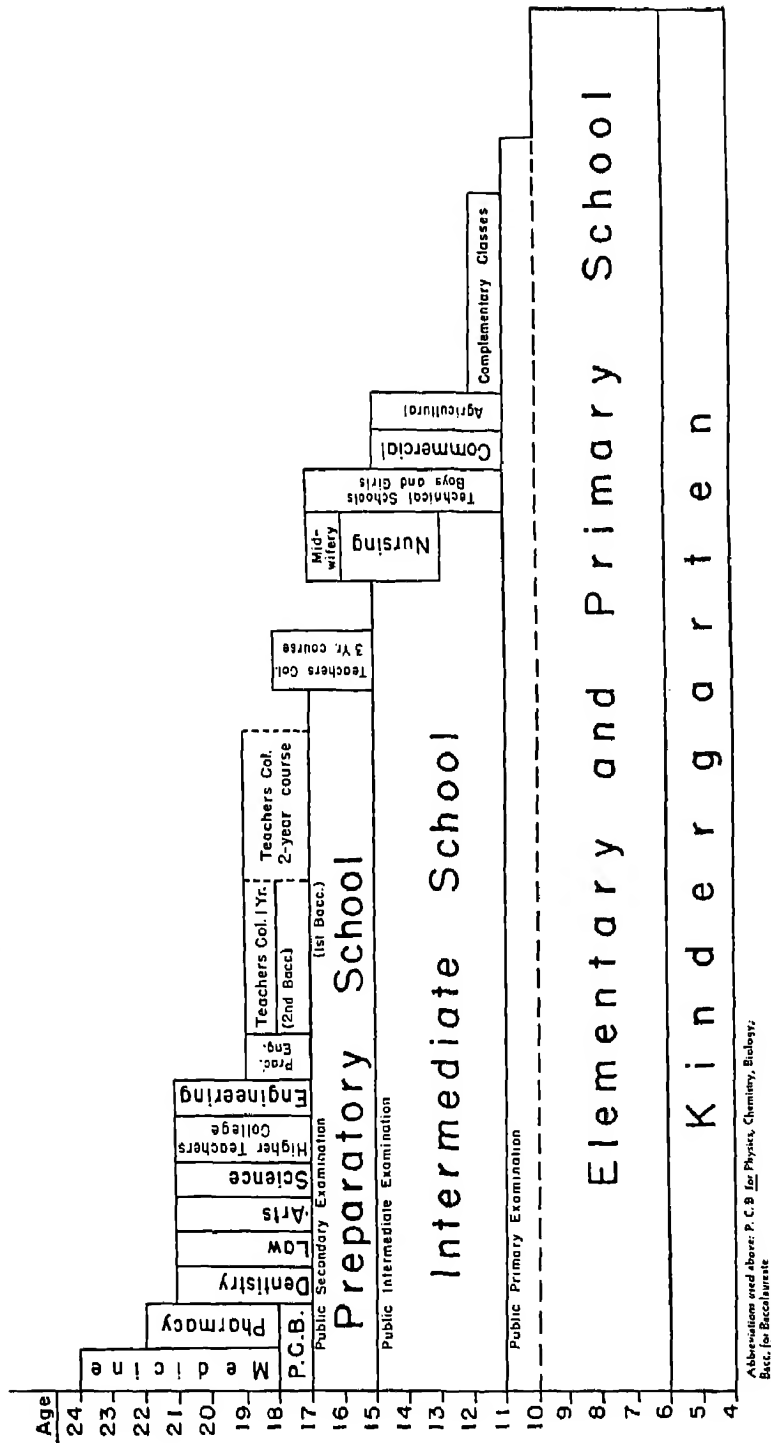 Age
24
23
22
21
20
19
18
17
16
15
14
13
12
11
10
9
8
7
6
5
4
Medicine
Pharmacy
P.C.B.
Dentistry
Law
Arts
Science
Higher Teachers
College
Engineering
Prac.
Eng.
Teachers Col. 1 Yr.
(2nd Bacc.)
Teachers Col.
2-year course
Teachers Col.
3 Yr. course
Public Secondary Examination
(1st Bacc.)
Preparatory School
Mid-
wifery
Nursing
Technical Schools
Boys and Girls
Commercial
Agricultural
Complementary Classes
Public Intermediate Examination
Intermediate School
Public Primary Examination
Elementary and Primary School
Kindergarten
Abbreviations used above: P. C. B for Physics, Chemistry, Biology;
Bacc. for Baccalaureate